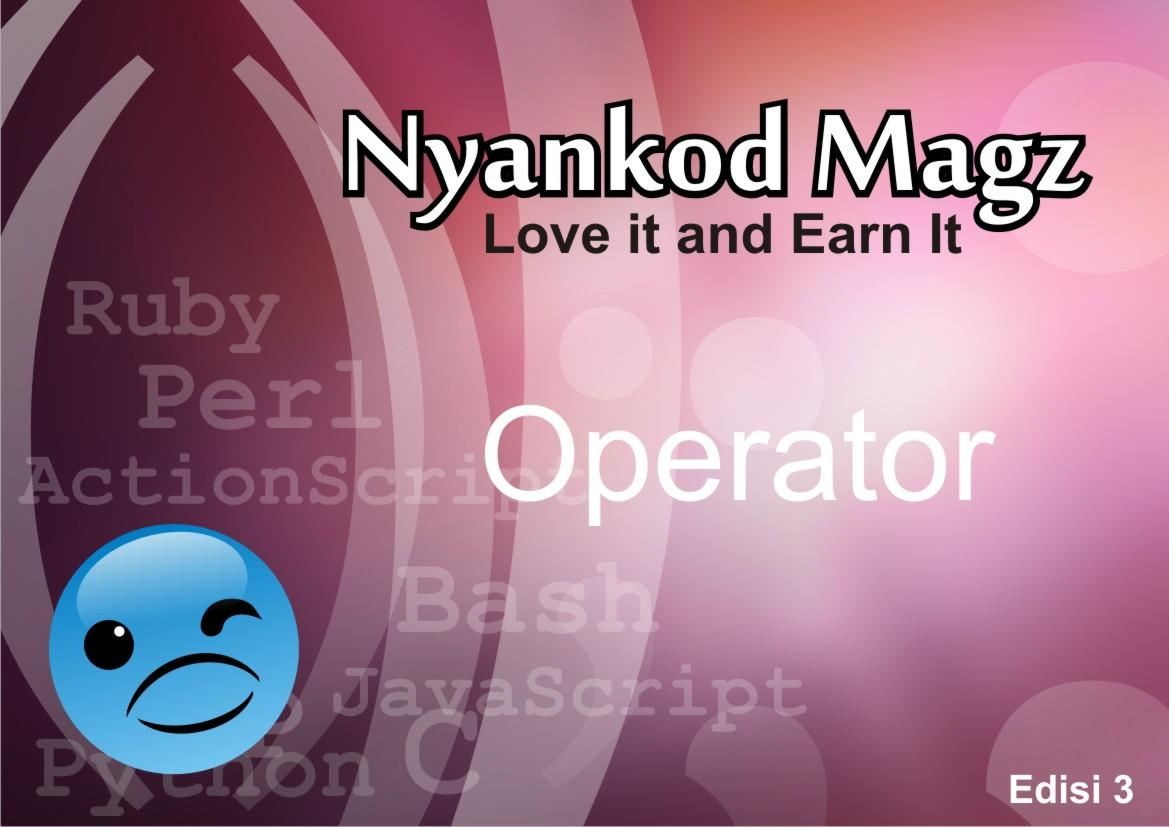 Nyankod Magz
Love it and Earn It
Ruby
Perl
ActionScript
Operator
Bash
JavaScript
Python C
Edisi 3